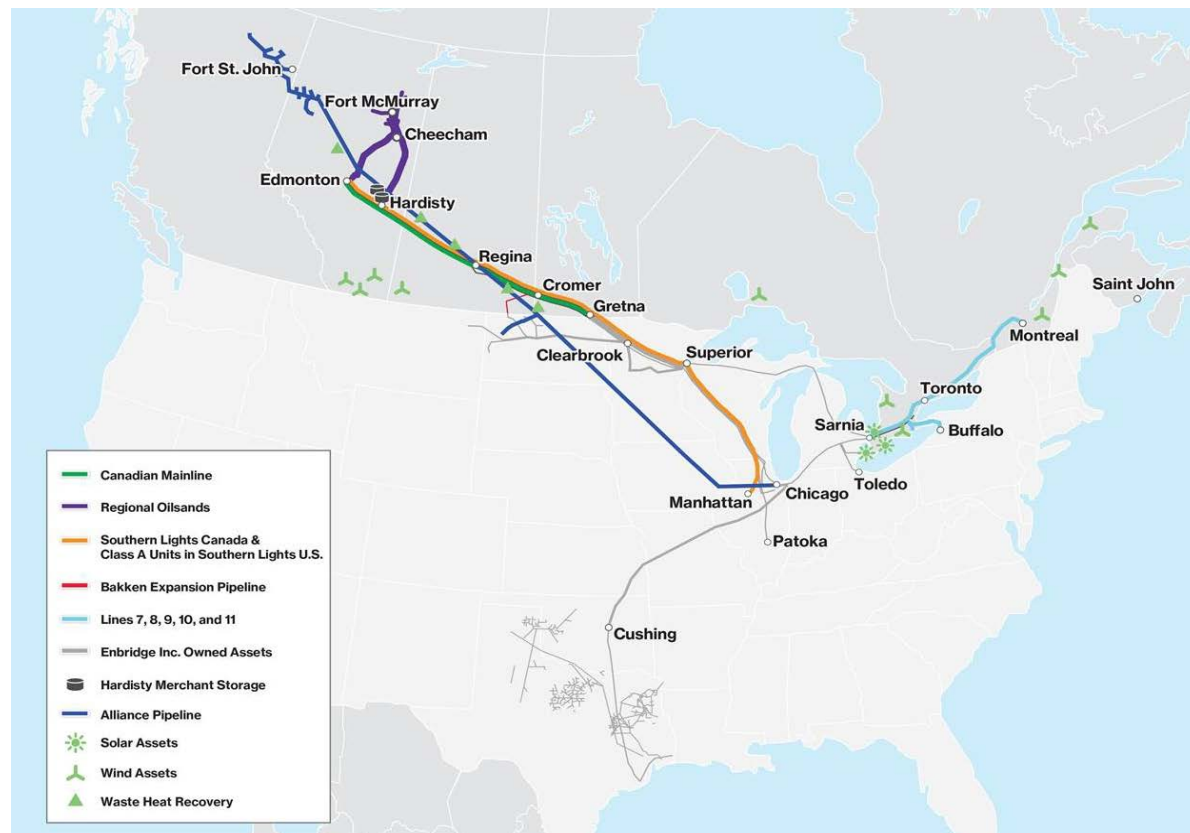 Fort St. John
Fort McMurray
Cheecham
Edmonton
Hardisty
Regina
Cromer
Gretna
Saint John
Montreal
Clearbrook
Superior
Toronto
Sarnia
Buffalo
Toledo
Manhattan
Chicago
Patoka
Cushing
Canadian Mainline
Regional Oilsands
Southern Lights Canada &
Class A Units in Southern Lights U.S.
Bakken Expansion Pipeline
Lines 7, 8, 9, 10, and 11
Enbridge Inc. Owned Assets
Hardisty Merchant Storage
Alliance Pipeline
Solar Assets
Wind Assets
Waste Heat Recovery